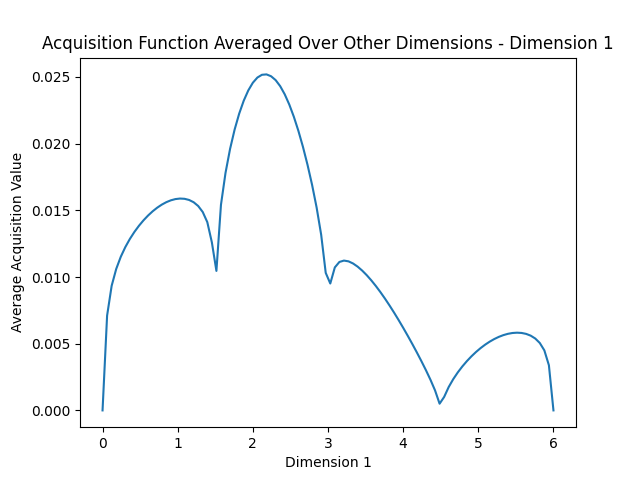 Acquisition Function Averaged Over Other Dimensions - Dimension 1
0.025
0.020
0.015
0.010
0.005
0.000
Average Acquisition Value
0 1 2 3 4 5 6
Dimension 1